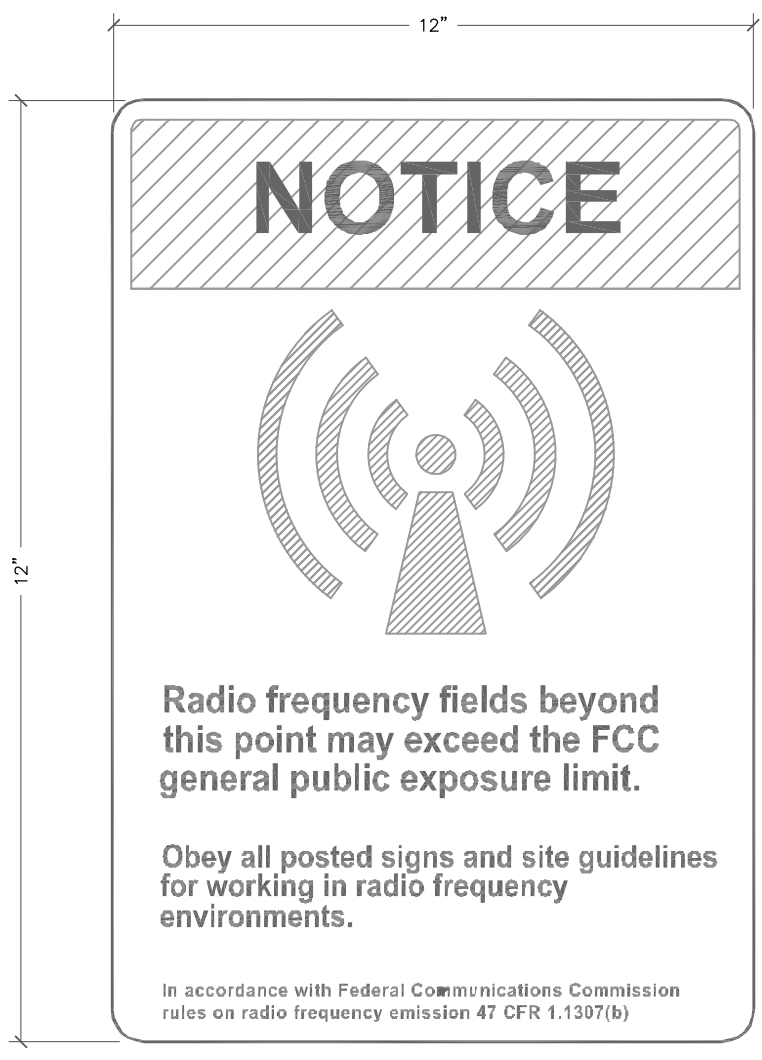 12”
NOTICE
12”
Radio frequency fields beyond
this point may exceed the FCC
general public exposure limit.
Obey all posted signs and site guidelines
for working in radio frequency
environments.
In accordance with Federal Communications Commission
rules on radio frequency emission 47 CFR 1.1307(b)